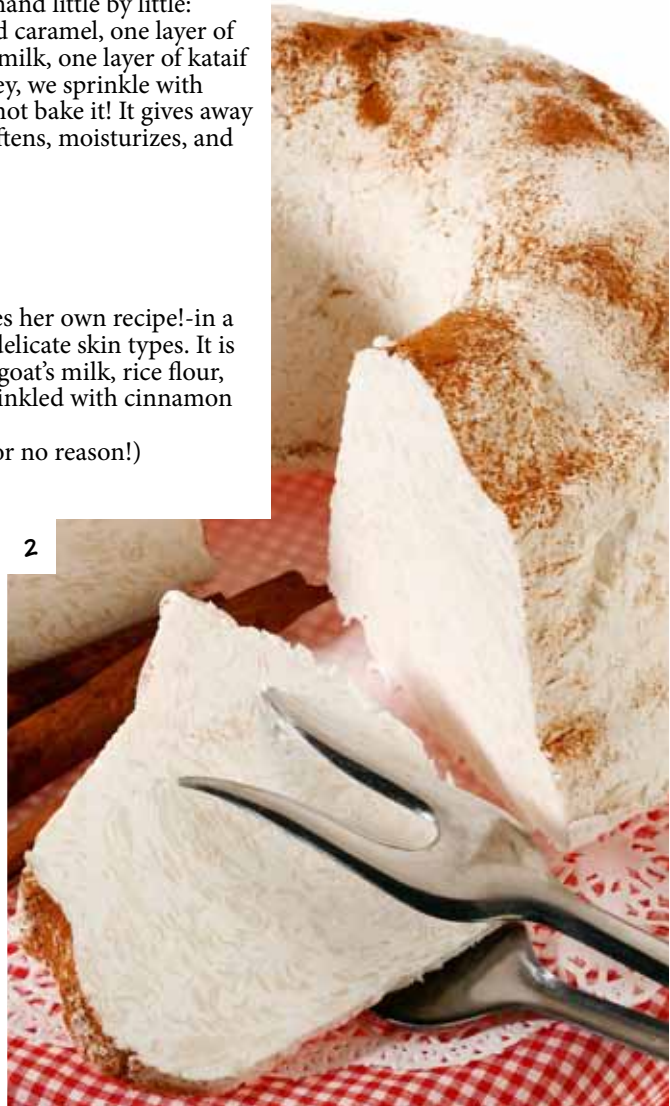 hand little by little:
d caramel, one layer of
milk, one layer of kataif
ey, we sprinkle with
not bake it! It gives away
ftens, moisturizes, and
es her own recipe!-in a
delicate skin types. It is
goat's milk, rice flour,
inkled with cinnamon
or no reason!)
2